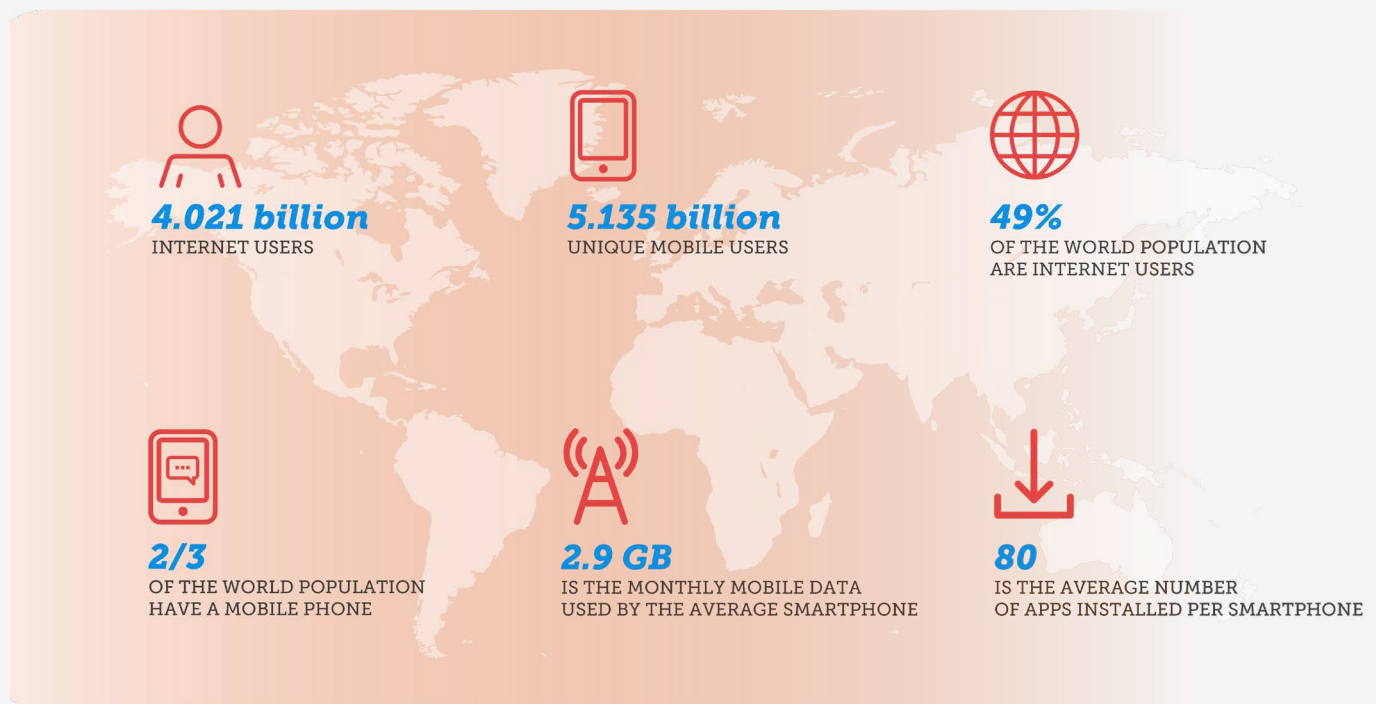 4.021 billion
INTERNET USERS
5.135 billion
UNIQUE MOBILE USERS
49%
OF THE WORLD POPULATION
ARE INTERNET USERS
2/3
OF THE WORLD POPULATION
HAVE A MOBILE PHONE
2.9 GB
IS THE MONTHLY MOBILE DATA
USED BY THE AVERAGE SMARTPHONE
80
IS THE AVERAGE NUMBER
OF APPS INSTALLED PER SMARTPHONE